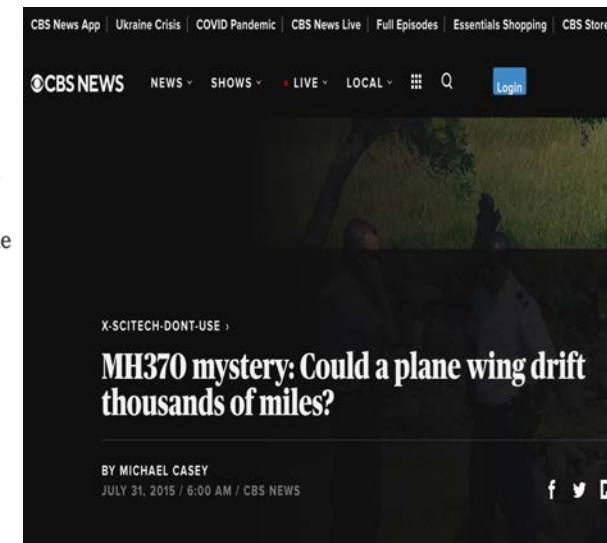 CBS News App | Ukraine Crisis | COVID Pandemic | CBS News Live | Full Episodes | Essentials Shopping | CBS Store
CBS NEWS NEWS SHOWS LIVE LOCAL Login
X-SCITECH-DONT-USE ›
MH370 mystery: Could a plane wing drift
thousands of miles?
BY MICHAEL CASEY
JULY 31, 2015 / 6:00 AM / CBS NEWS